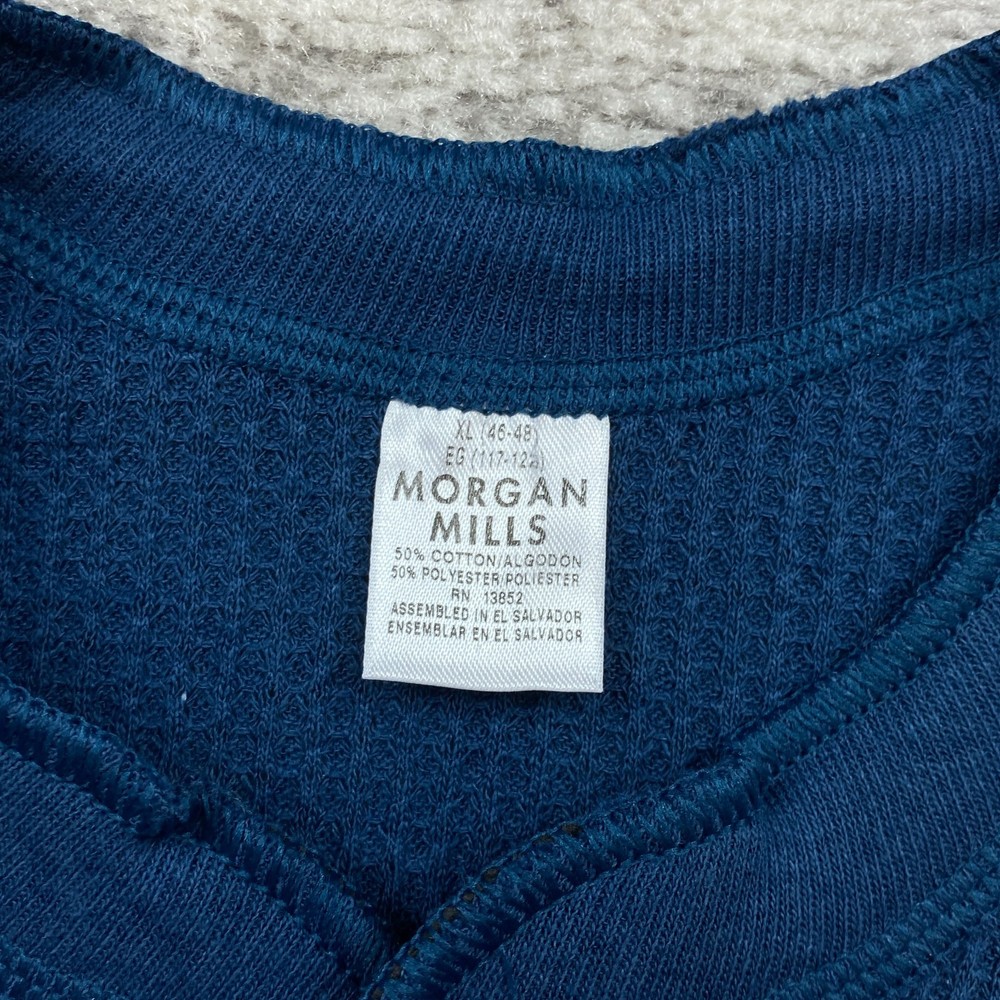 XL (46-48)
EG (117-122)
MORGAN
MILLS
50% COTTON/ALGODON
50% POLYESTER/POLIESTER
RN 13852
ASSEMBLED IN EL SALVADOR
ENSEMBLAR EN EL SALVADOR